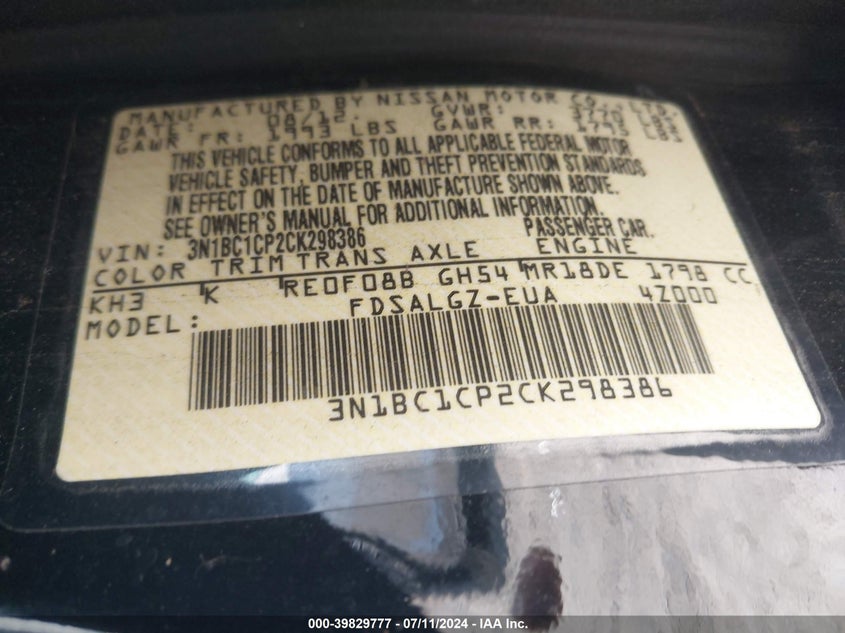 MANUFACTURED BY NISSAN MOTOR CO., LTD.
DATE: 08/12. GVWR: 3770 LBS
GAWR FR: 1993 LBS GAWR RR: 1795 LBS
THIS VEHICLE CONFORMS TO ALL APPLICABLE FEDERAL MOTOR
VEHICLE SAFETY, BUMPER AND THEFT PREVENTION STANDARDS
IN EFFECT ON THE DATE OF MANUFACTURE SHOWN ABOVE.
SEE OWNER'S MANUAL FOR ADDITIONAL INFORMATION.
VIN: 3N1BC1CP2CK298386 PASSENGER CAR.
COLOR TRIM TRANS AXLE ENGINE
KH3 K RE0F08B GH54 MR18DE 1798 CC
MODEL: FDSALGZ-EUA 4Z000
3N1BC1CP2CK298386
000-39829777 / 07/11/2024 / IAA Inc.